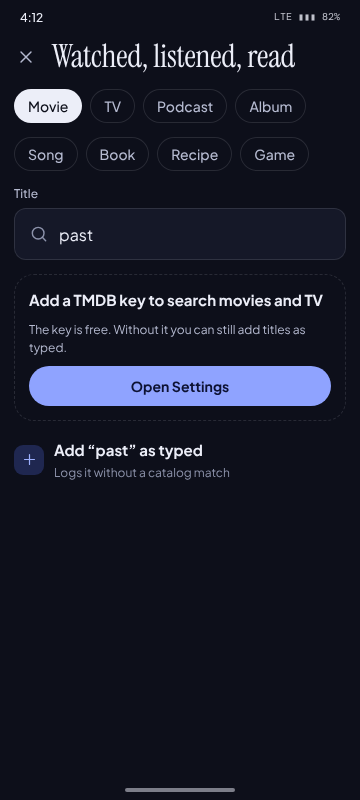 4:12
LTE 82%
Watched, listened, read
Movie TV Podcast Album
Song Book Recipe Game
Title
past
Add a TMDB key to search movies and TV
The key is free. Without it you can still add titles as
typed.
Open Settings
Add “past” as typed
Logs it without a catalog match